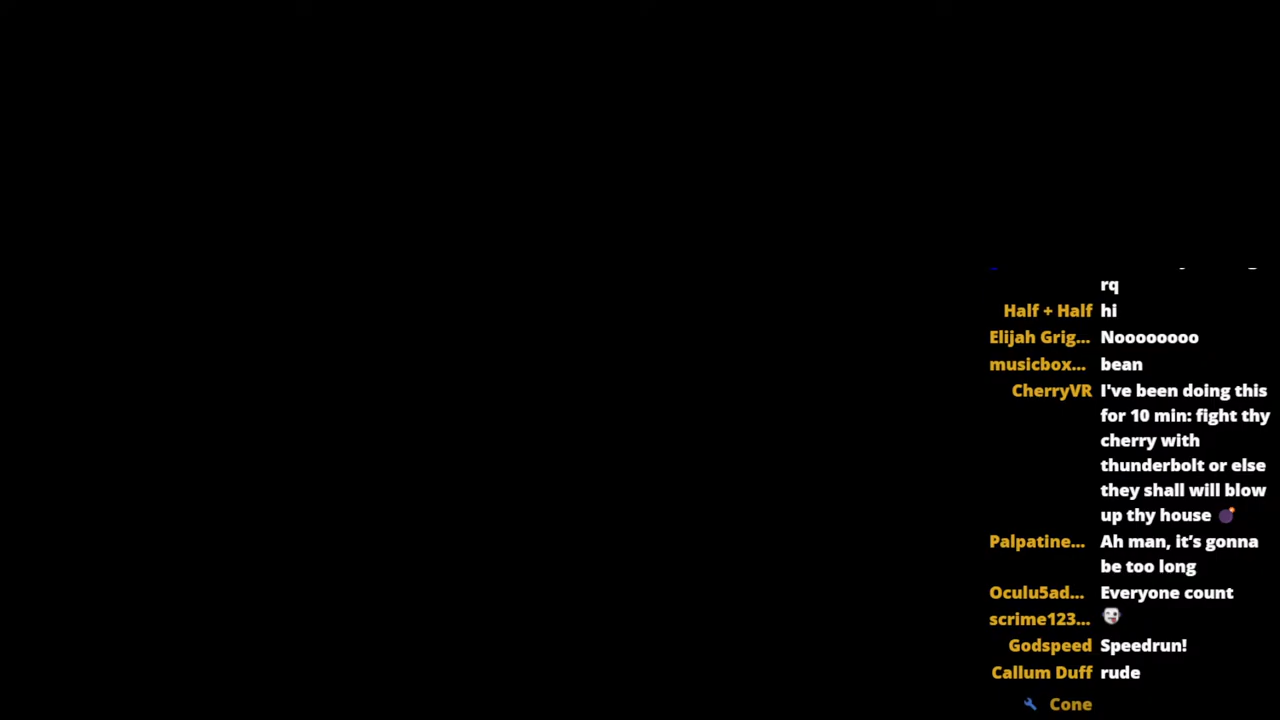 rq
Half + Half hi
Elijah Grig... Noooooooo
musicbox... bean
CherryVR I've been doing this
for 10 min: fight thy
cherry with
thunderbolt or else
they shall will blow
up thy house 💣
Palpatine... Ah man, it’s gonna
be too long
Oculu5ad... Everyone count
scrime123... 👻
Godspeed Speedrun!
Callum Duff rude
Cone